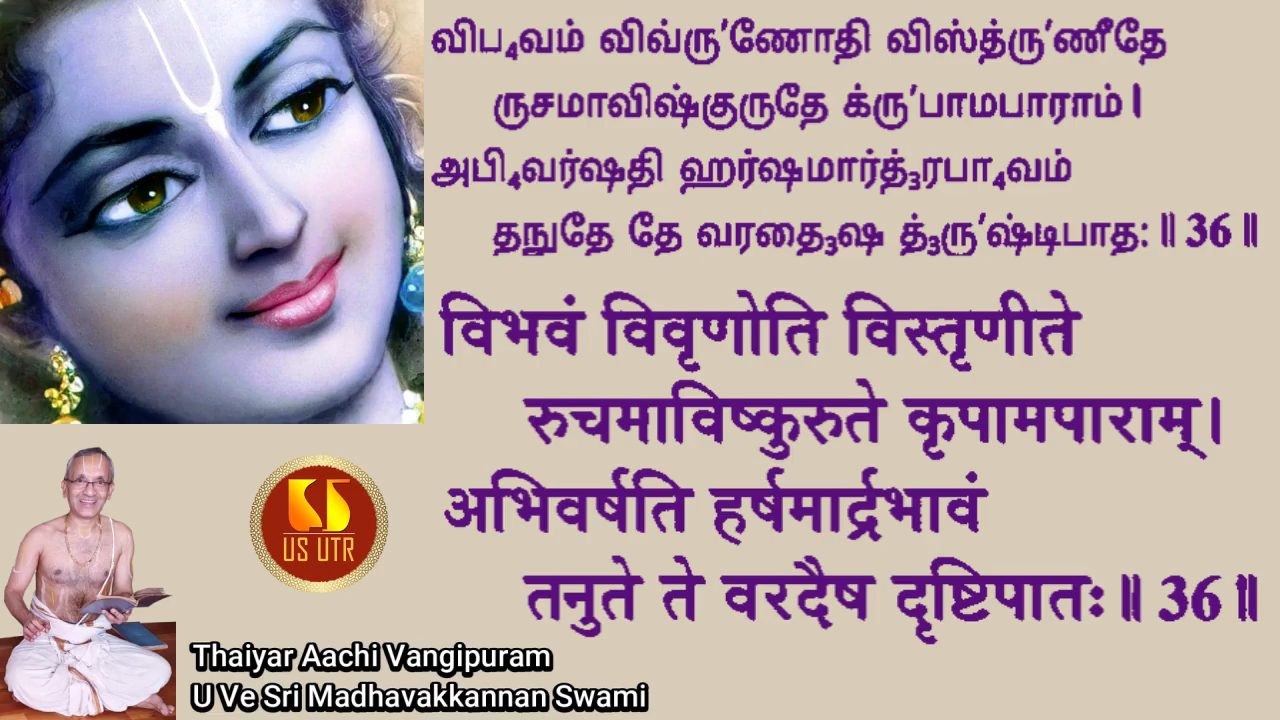 விப₄வம் விவ்ரு’ணோதி விஸ்த்ரு’ணீதே
ருசமாவிஷ்குருதே க்ரு’பாமபாராம்।
அபி₄வர்ஷதி ஹர்ஷமார்த்₃ரபா₄வம்
தநுதே தே வரதை₃ஷ த்₃ரு’ஷ்டிபாத:॥ 36॥
विभवं विवृणोति विस्तृणीते
रुचमाविष्कुरुते कृपामपाराम्।
अभिवर्षति हर्षमार्द्रभावं
तनुते ते वरदैष दृष्टिपातः॥ 36॥
US UTR
Thaiyar Aachi Vangipuram
U Ve Sri Madhavakkannan Swami